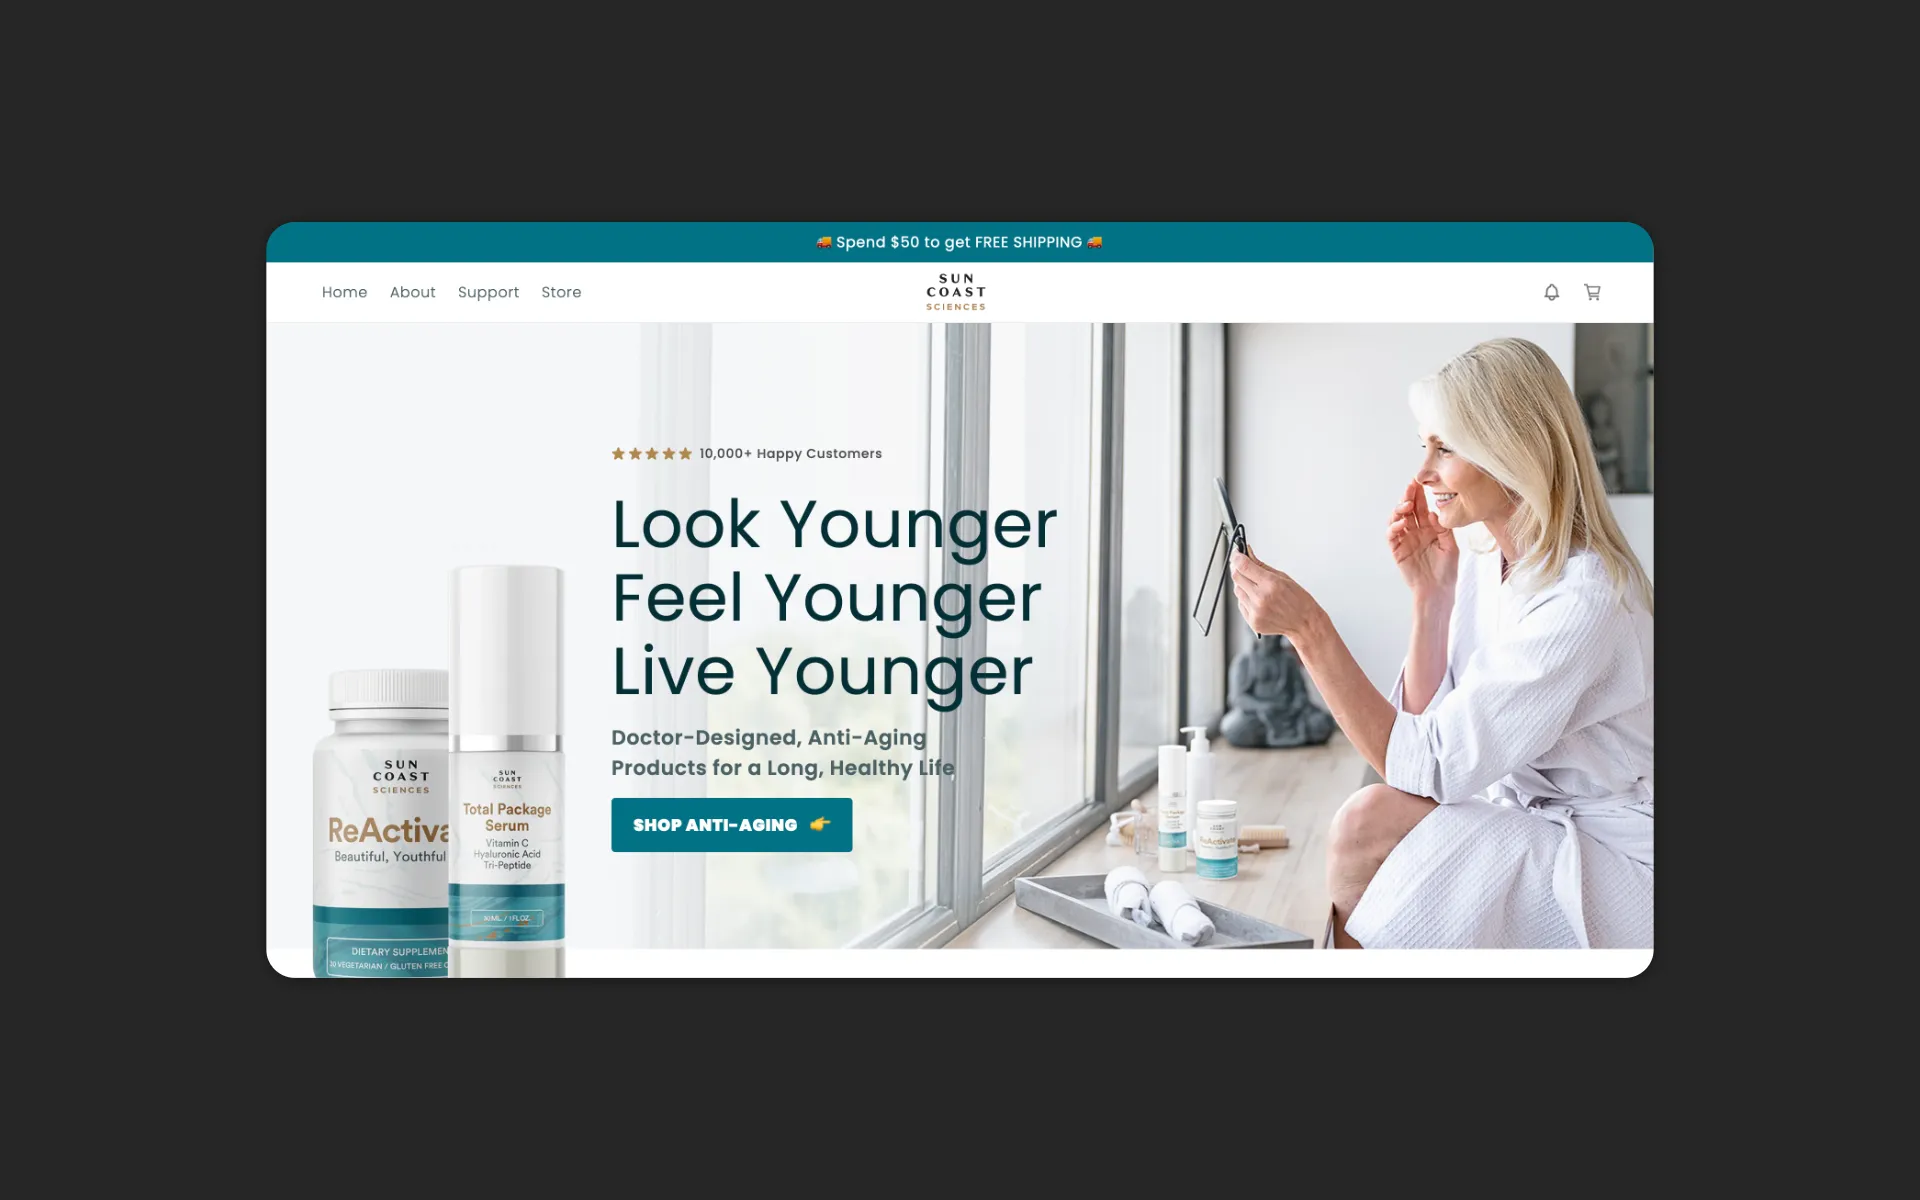 🚚 Spend $50 to get FREE SHIPPING 🚚
Home About Support Store
SUN
COAST
SCIENCES
★★★★★ 10,000+ Happy Customers
Look Younger
Feel Younger
Live Younger
Doctor-Designed, Anti-Aging
Products for a Long, Healthy Life
SHOP ANTI-AGING 👉
SUN
COAST
SCIENCES
ReActiva
Beautiful, Youthful
DIETARY SUPPLEMEN
30 VEGETARIAN / GLUTEN FREE
SUN
COAST
SCIENCES
Total Package
Serum
Vitamin C
Hyaluronic Acid
Tri-Peptide
30ML / 1FL.OZ.